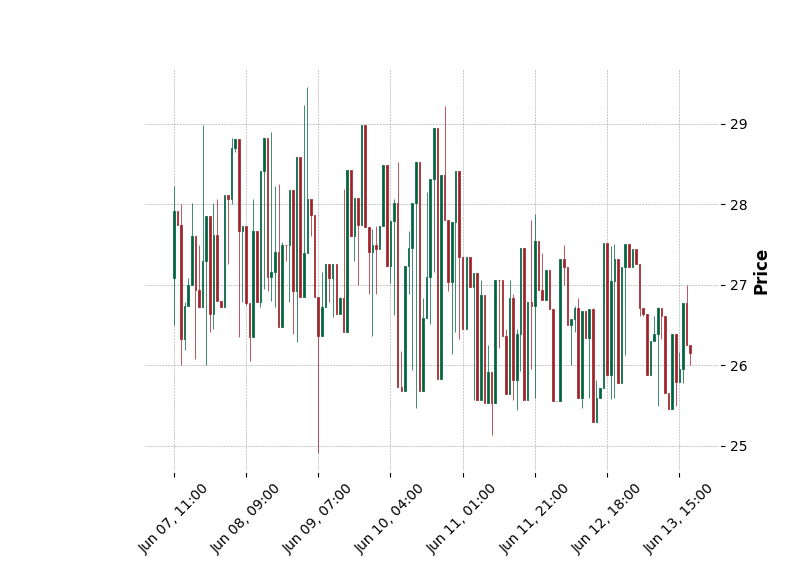 29
28
27
26
25
Price
Jun 07, 11:00
Jun 08, 09:00
Jun 09, 07:00
Jun 10, 04:00
Jun 11, 01:00
Jun 11, 21:00
Jun 12, 18:00
Jun 13, 15:00